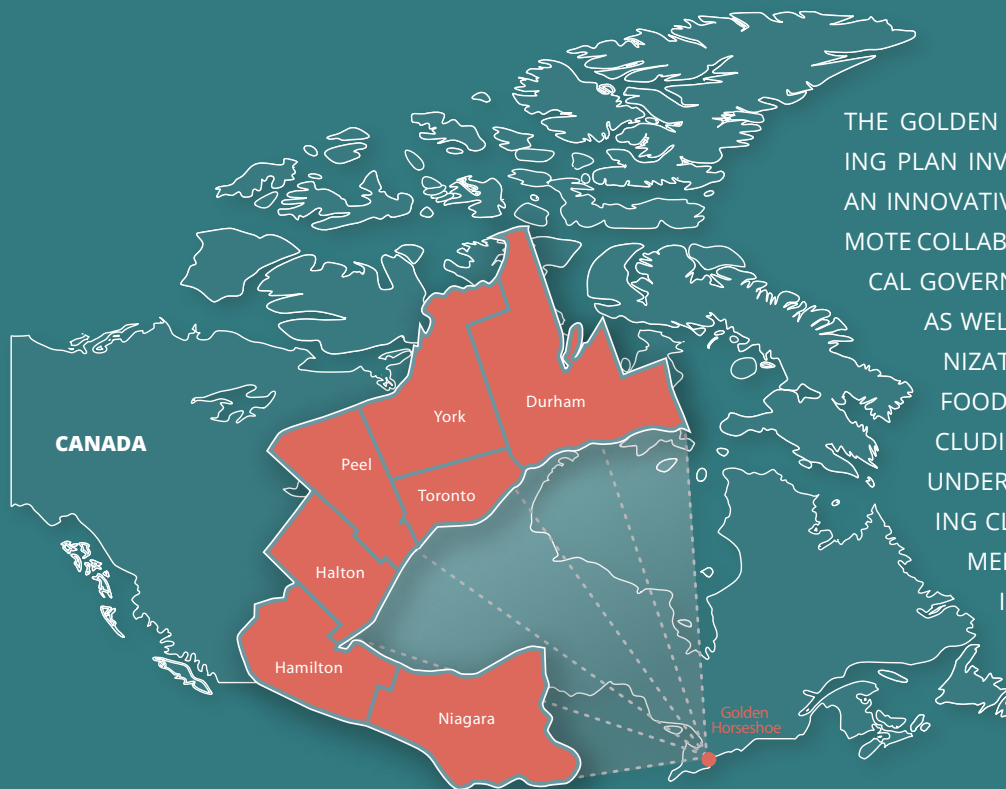 THE GOLDEN
ING PLAN INV
AN INNOVATIV
MOTE COLLAB
CAL GOVERN
AS WEL
NIZAT
FOOD
CLUDI
UNDER
ING CL
MEI
I
CANADA
York
Durham
Peel
Toronto
Halton
Hamilton
Niagara
Golden
Horseshoe